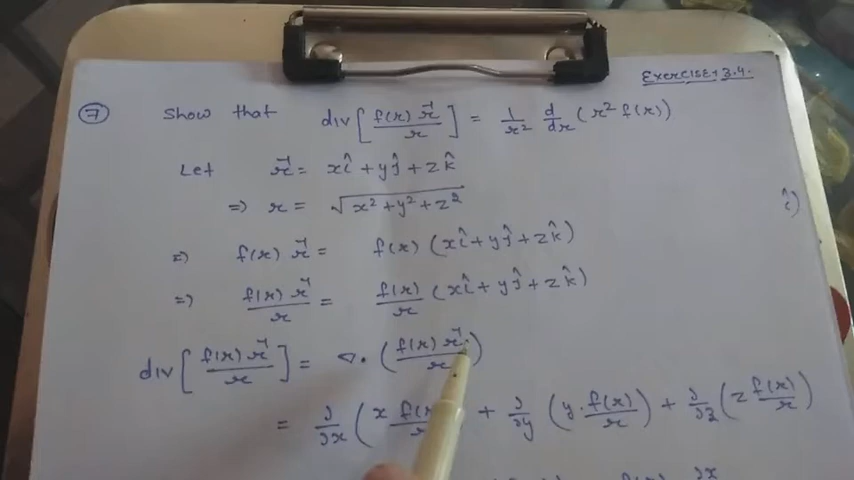 Exercise: 3.4.
⑦ Show that div[f(r) r⃗ / r] = 1/r² d/dr (r² f(r))
Let r⃗ = xî + yĵ + zk̂
⇒ r = √(x² + y² + z²)
î)
⇒ f(r) r⃗ = f(r) (xî + yĵ + zk̂)
⇒ f(r) r⃗ / r = f(r)/r (xî + yĵ + zk̂)
div[f(r) r⃗ / r] = ∇ · (f(r) r⃗ / r)
= ∂/∂x (x f(r)/r + ∂/∂y (y · f(r)/r) + ∂/∂z (z f(r)/r)
∂x